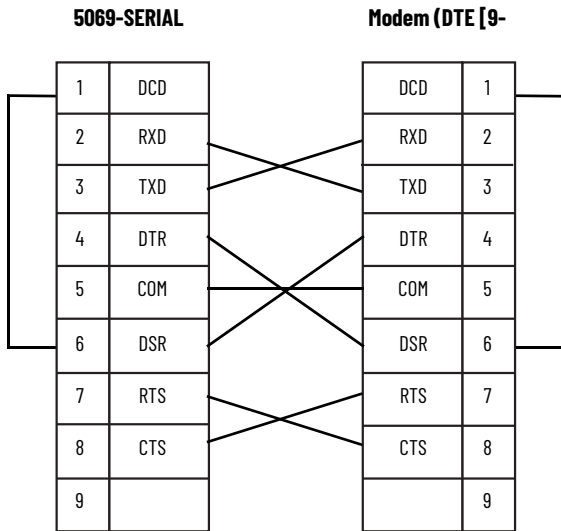 5069-SERIAL Modem (DTE [9-
1 DCD DCD 1
2 RXD RXD 2
3 TXD TXD 3
4 DTR DTR 4
5 COM COM 5
6 DSR DSR 6
7 RTS RTS 7
8 CTS CTS 8
9 9